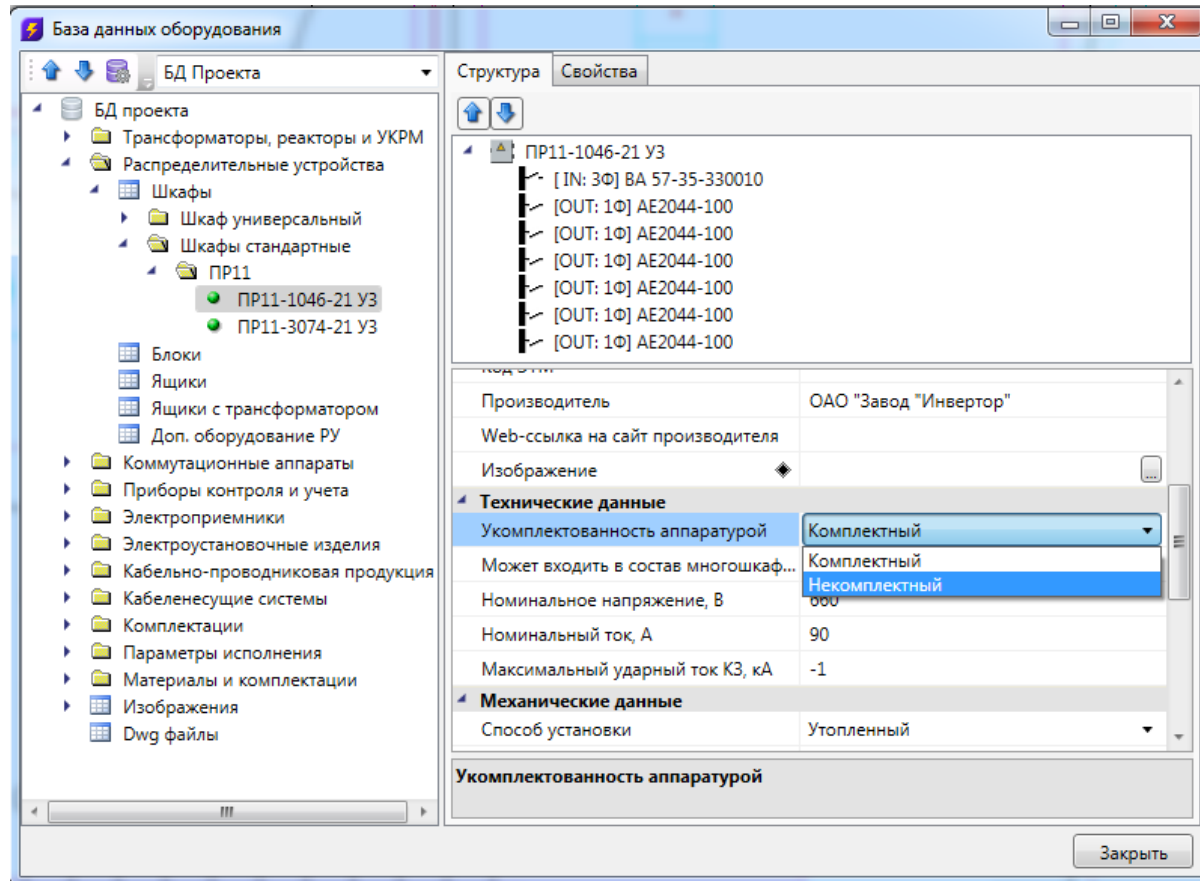 База данных оборудования
БД Проекта
БД проекта
Трансформаторы, реакторы и УКРМ
Распределительные устройства
Шкафы
Шкаф универсальный
Шкафы стандартные
ПР11
ПР11-1046-21 У3
ПР11-3074-21 У3
Блоки
Ящики
Ящики с трансформатором
Доп. оборудование РУ
Коммутационные аппараты
Приборы контроля и учета
Электроприемники
Электроустановочные изделия
Кабельно-проводниковая продукция
Кабеленесущие системы
Комплектации
Параметры исполнения
Материалы и комплектации
Изображения
Dwg файлы
Структура Свойства
ПР11-1046-21 У3
[ IN: 3Ф] ВА 57-35-330010
[OUT: 1Ф] АЕ2044-100
[OUT: 1Ф] АЕ2044-100
[OUT: 1Ф] АЕ2044-100
[OUT: 1Ф] АЕ2044-100
[OUT: 1Ф] АЕ2044-100
[OUT: 1Ф] АЕ2044-100
Производитель ОАО "Завод "Инвертор"
Web-ссылка на сайт производителя
Изображение ...
Технические данные
Укомплектованность аппаратурой Комплектный
Комплектный
Некомплектный
Может входить в состав многошкаф...
Номинальное напряжение, В 660
Номинальный ток, А 90
Максимальный ударный ток КЗ, кА -1
Механические данные
Способ установки Утопленный
Укомплектованность аппаратурой
Закрыть